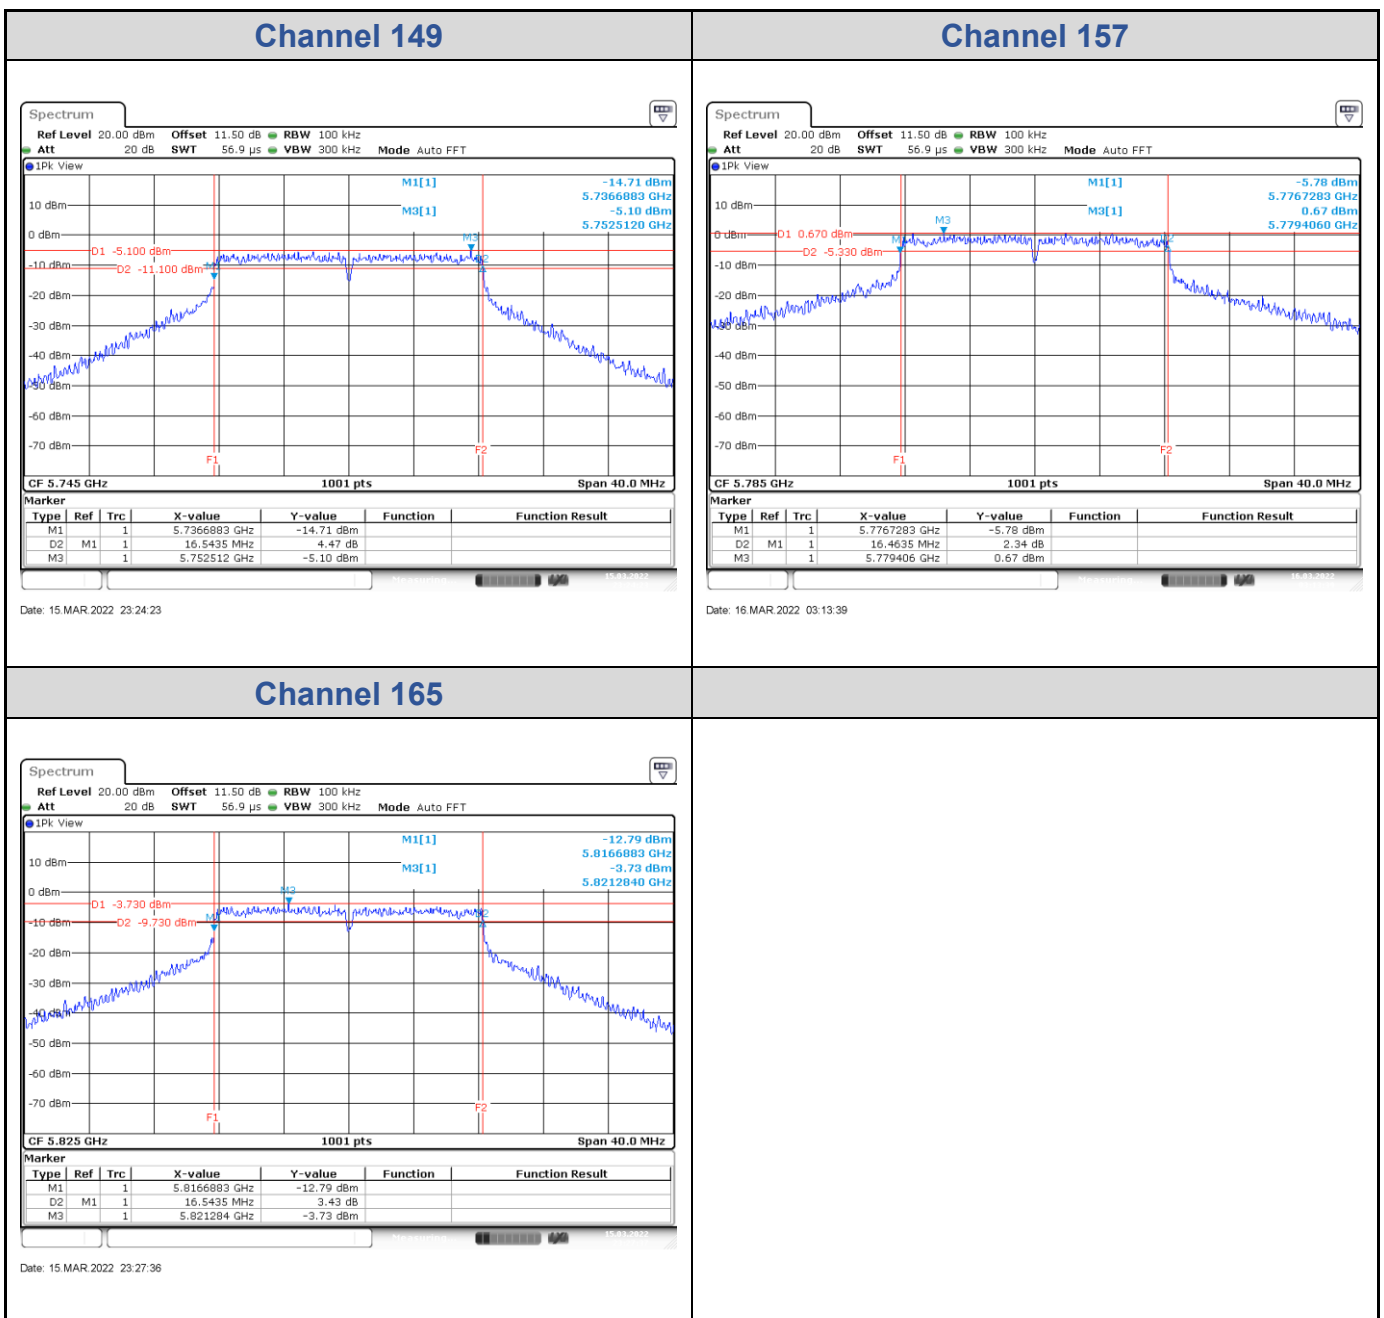 Channel 149
Spectrum
Ref Level 20.00 dBm Offset 11.50 dB RBW 100 kHz
Att 20 dB SWT 56.9 µs VBW 300 kHz Mode Auto FFT
1Pk View
M1[1] -14.71 dBm
5.7366883 GHz
M3[1] -5.10 dBm
5.7525120 GHz
10 dBm
0 dBm
M3
D1 -5.100 dBm
D2 -11.100 dBm
-10 dBm
-20 dBm
-30 dBm
-40 dBm
-50 dBm
-60 dBm
-70 dBm
F1
F2
CF 5.745 GHz 1001 pts Span 40.0 MHz
Marker
Type Ref Trc X-value Y-value Function Function Result
M1 1 5.7366883 GHz -14.71 dBm
D2 M1 1 16.5435 MHz 4.47 dB
M3 1 5.752512 GHz -5.10 dBm
Measuring... 15.03.2022
Date: 15.MAR.2022 23:24:23
Channel 157
Spectrum
Ref Level 20.00 dBm Offset 11.50 dB RBW 100 kHz
Att 20 dB SWT 56.9 µs VBW 300 kHz Mode Auto FFT
1Pk View
M1[1] -5.78 dBm
5.7767283 GHz
M3[1] 0.67 dBm
5.7794060 GHz
10 dBm
M3
0 dBm
D1 0.670 dBm
D2 -5.330 dBm
-10 dBm
-20 dBm
-30 dBm
-40 dBm
-50 dBm
-60 dBm
-70 dBm
F1
F2
CF 5.785 GHz 1001 pts Span 40.0 MHz
Marker
Type Ref Trc X-value Y-value Function Function Result
M1 1 5.7767283 GHz -5.78 dBm
D2 M1 1 16.4635 MHz 2.34 dB
M3 1 5.779406 GHz 0.67 dBm
Measuring... 16.03.2022
Date: 16.MAR.2022 03:13:39
Channel 165
Spectrum
Ref Level 20.00 dBm Offset 11.50 dB RBW 100 kHz
Att 20 dB SWT 56.9 µs VBW 300 kHz Mode Auto FFT
1Pk View
M1[1] -12.79 dBm
5.8166883 GHz
M3[1] -3.73 dBm
5.8212840 GHz
10 dBm
0 dBm
M3
D1 -3.730 dBm
D2 -9.730 dBm
-10 dBm
-20 dBm
-30 dBm
-40 dBm
-50 dBm
-60 dBm
-70 dBm
F1
F2
CF 5.825 GHz 1001 pts Span 40.0 MHz
Marker
Type Ref Trc X-value Y-value Function Function Result
M1 1 5.8166883 GHz -12.79 dBm
D2 M1 1 16.5435 MHz 3.43 dB
M3 1 5.821284 GHz -3.73 dBm
Measuring... 15.03.2022
Date: 15.MAR.2022 23:27:36